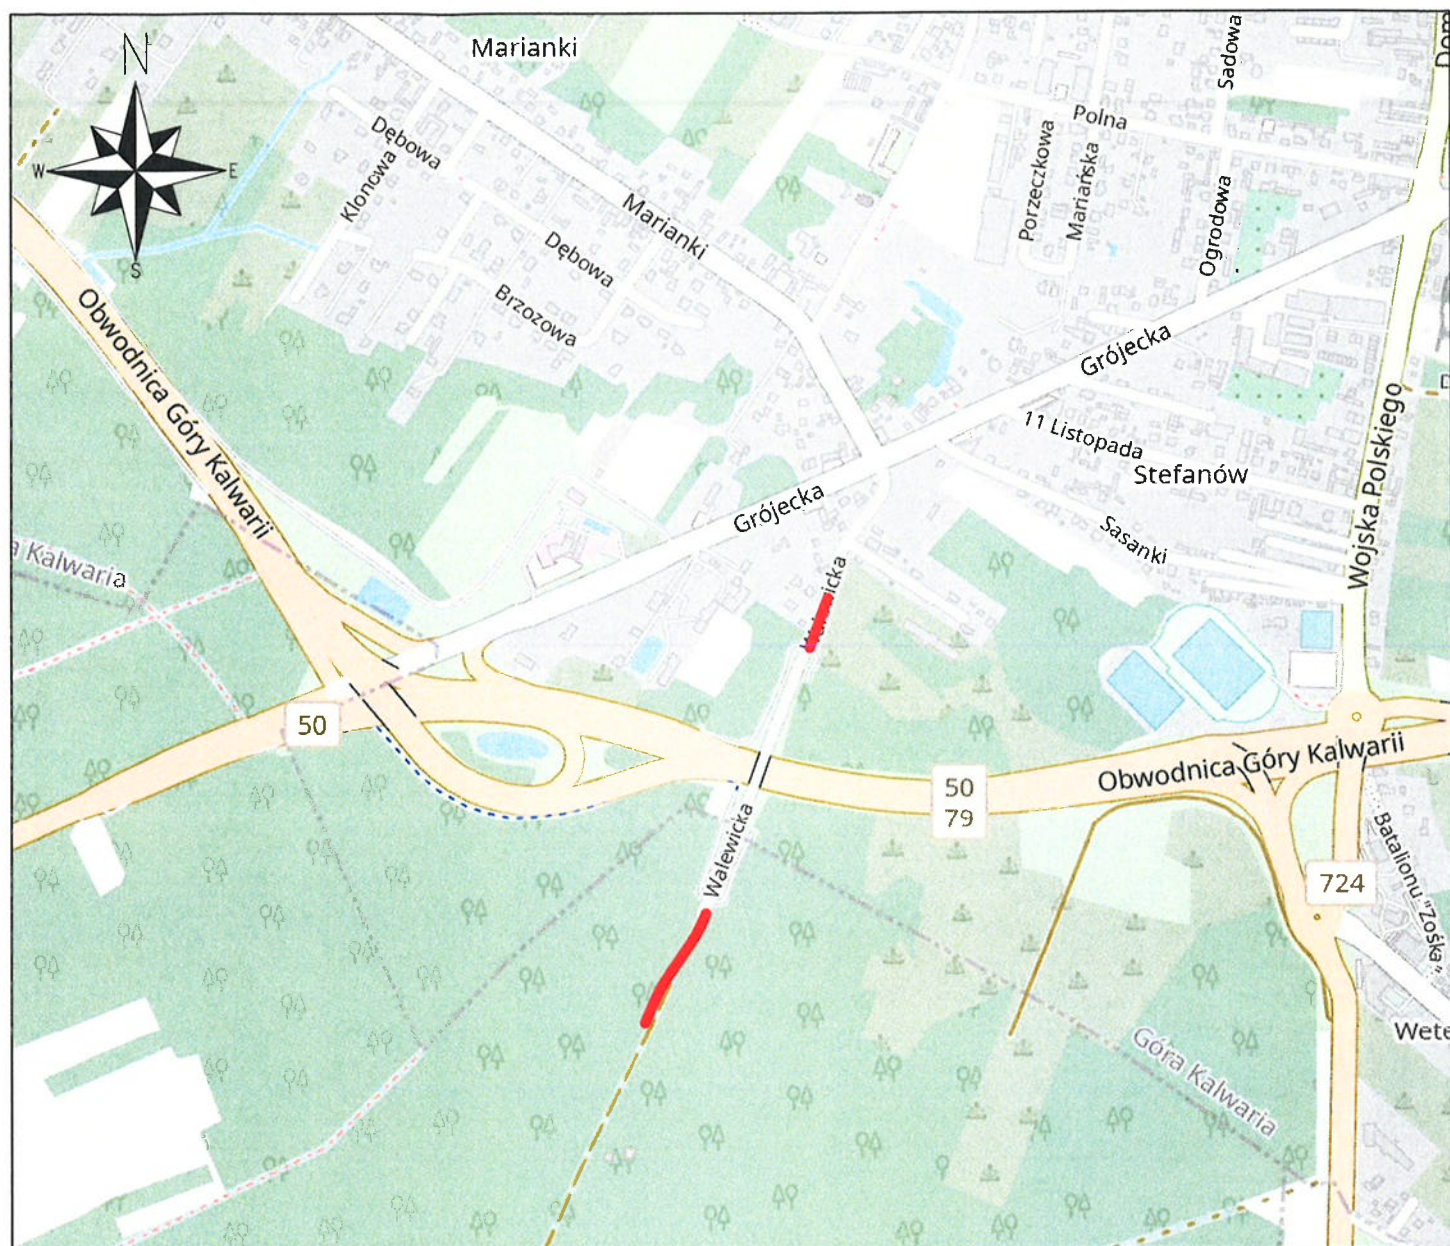 N
W
E
S
Marianki
Sadowa
Polna
Porzeczkowa
Mariańska
Ogrodowa
Dębowa
Klonowa
Marianki
Dębowa
Brzozowa
Obwodnica Góry Kalwarii
Grójecka
11 Listopada
Stefanów
Wojska Polskiego
Grójecka
Sasanki
a Kalwaria
50
Obwodnica Góry Kalwarii
50
79
Walewicka
724
Batalionu "Zośka"
Góra Kalwaria
Wete